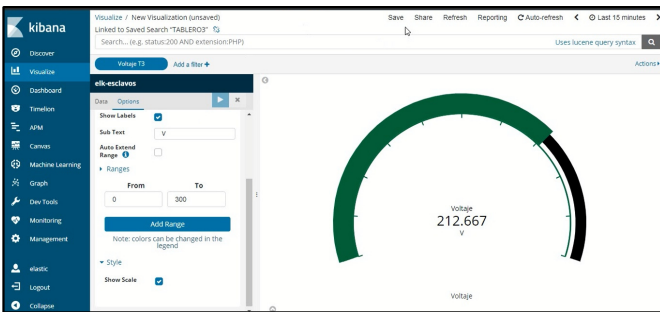 kibana
Discover
Visualize
Dashboard
Timelion
APM
Canvas
Machine Learning
Graph
Dev Tools
Monitoring
Management
elastic
Logout
Collapse
Visualize / New Visualization (unsaved)
Save Share Refresh Reporting Auto-refresh Last 15 minutes
Linked to Saved Search "TABLERO3"
Search... (e.g. status:200 AND extension:PHP)
Uses lucene query syntax
Voltaje T3 Add a filter +
Actions
elk-esclavos
Data Options
Show Labels
Sub Text V
Auto Extend
Range
Ranges
From To
0 300
Add Range
Note: colors can be changed in the
legend
Style
Show Scale
Voltaje
212.667
V
Voltaje